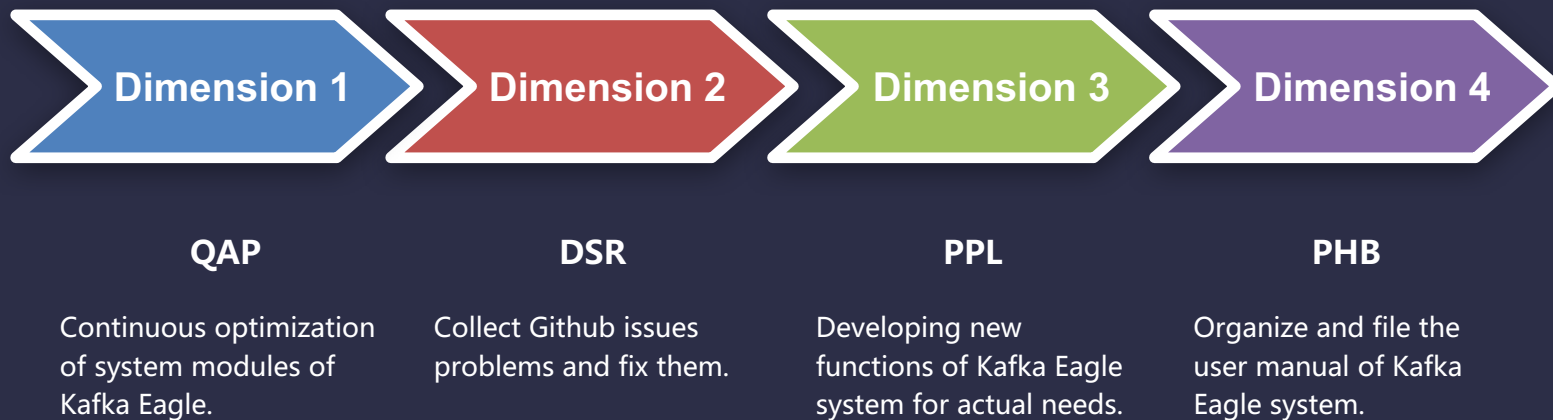 Dimension 1
Dimension 2
Dimension 3
Dimension 4
QAP
Continuous optimization
of system modules of
Kafka Eagle.
DSR
Collect Github issues
problems and fix them.
PPL
Developing new
functions of Kafka Eagle
system for actual needs.
PHB
Organize and file the
user manual of Kafka
Eagle system.